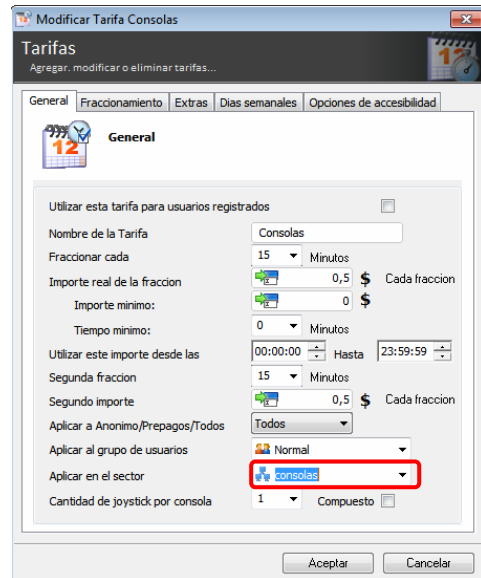 Modificar Tarifa Consolas
Tarifas
Agregar. modificar o eliminar tarifas...
General Fraccionamiento Extras Dias semanales Opciones de accesibilidad
12 General
Utilizar esta tarifa para usuarios registrados
Nombre de la Tarifa Consolas
Fraccionar cada 15 Minutos
Importe real de la fraccion 0,5 $ Cada fraccion
Importe minimo: 0 $
Tiempo minimo: 0 Minutos
Utilizar este importe desde las 00:00:00 Hasta 23:59:59
Segunda fraccion 15 Minutos
Segundo importe 0,5 $ Cada fraccion
Aplicar a Anonimo/Prepagos/Todos Todos
Aplicar al grupo de usuarios Normal
Aplicar en el sector consolas
Cantidad de joystick por consola 1 Compuesto
Aceptar Cancelar